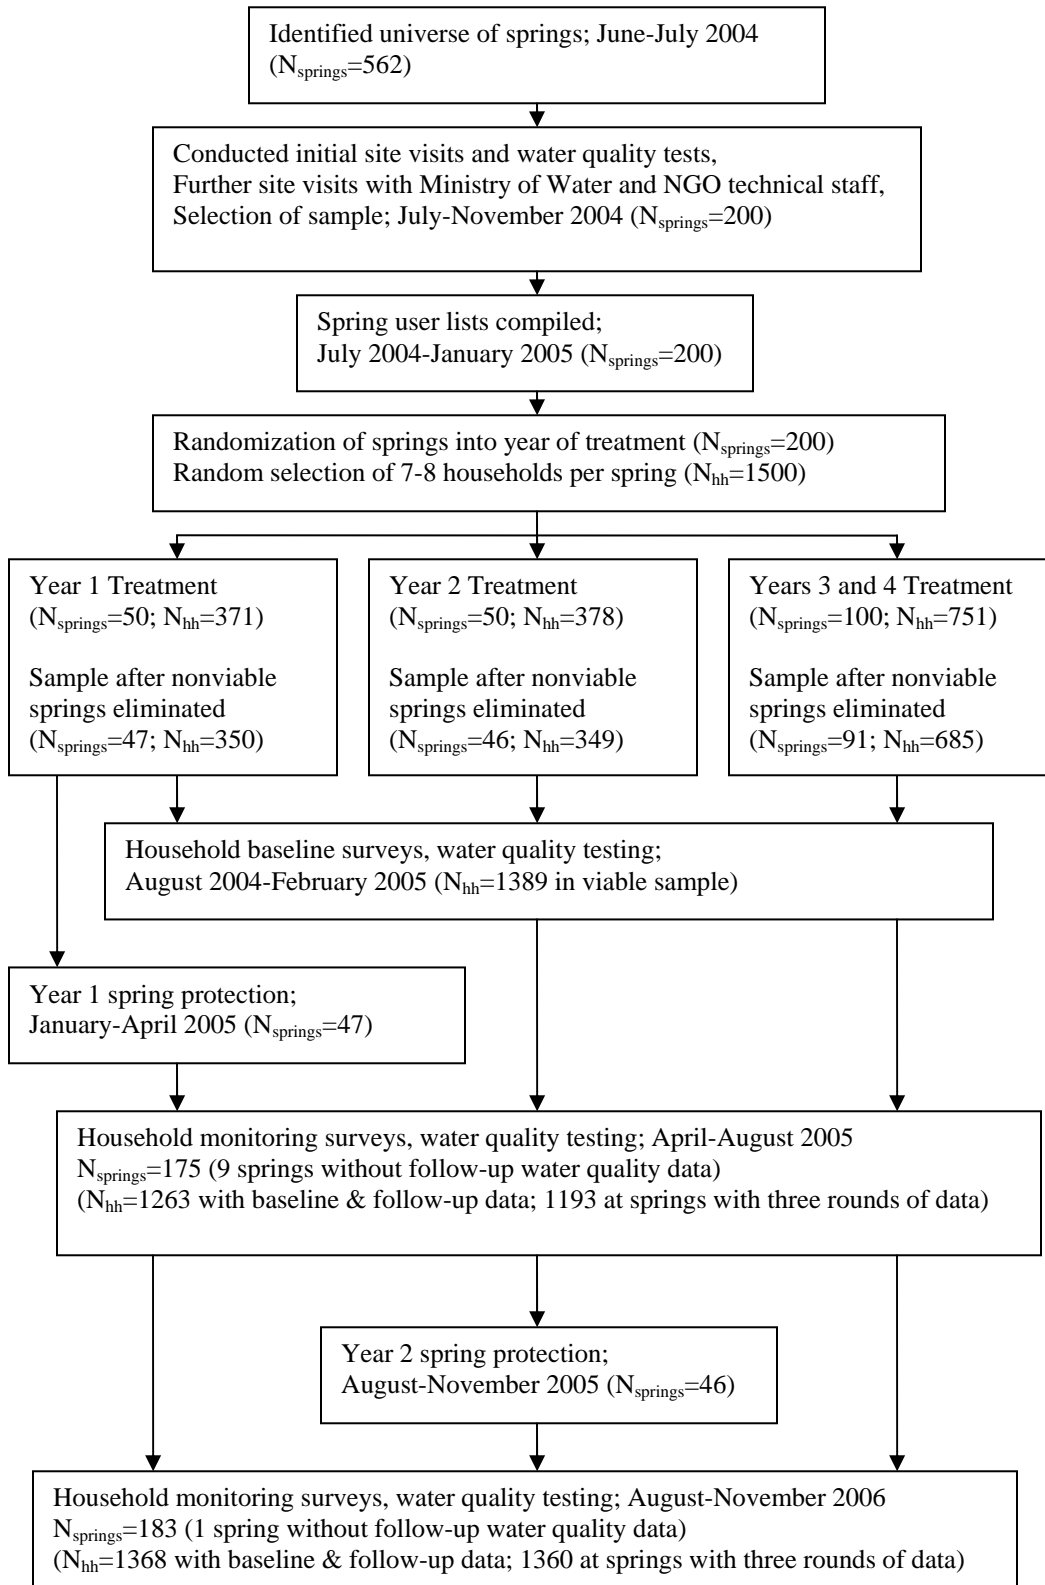 Identified universe of springs; June-July 2004
(Nsprings=562)
Conducted initial site visits and water quality tests,
Further site visits with Ministry of Water and NGO technical staff,
Selection of sample; July-November 2004 (Nsprings=200)
Spring user lists compiled;
July 2004-January 2005 (Nsprings=200)
Randomization of springs into year of treatment (Nsprings=200)
Random selection of 7-8 households per spring (Nhh=1500)
Year 1 Treatment
(Nsprings=50; Nhh=371)
Sample after nonviable
springs eliminated
(Nsprings=47; Nhh=350)
Year 2 Treatment
(Nsprings=50; Nhh=378)
Sample after nonviable
springs eliminated
(Nsprings=46; Nhh=349)
Years 3 and 4 Treatment
(Nsprings=100; Nhh=751)
Sample after nonviable
springs eliminated
(Nsprings=91; Nhh=685)
Household baseline surveys, water quality testing;
August 2004-February 2005 (Nhh=1389 in viable sample)
Year 1 spring protection;
January-April 2005 (Nsprings=47)
Household monitoring surveys, water quality testing; April-August 2005
Nsprings=175 (9 springs without follow-up water quality data)
(Nhh=1263 with baseline & follow-up data; 1193 at springs with three rounds of data)
Year 2 spring protection;
August-November 2005 (Nsprings=46)
Household monitoring surveys, water quality testing; August-November 2006
Nsprings=183 (1 spring without follow-up water quality data)
(Nhh=1368 with baseline & follow-up data; 1360 at springs with three rounds of data)